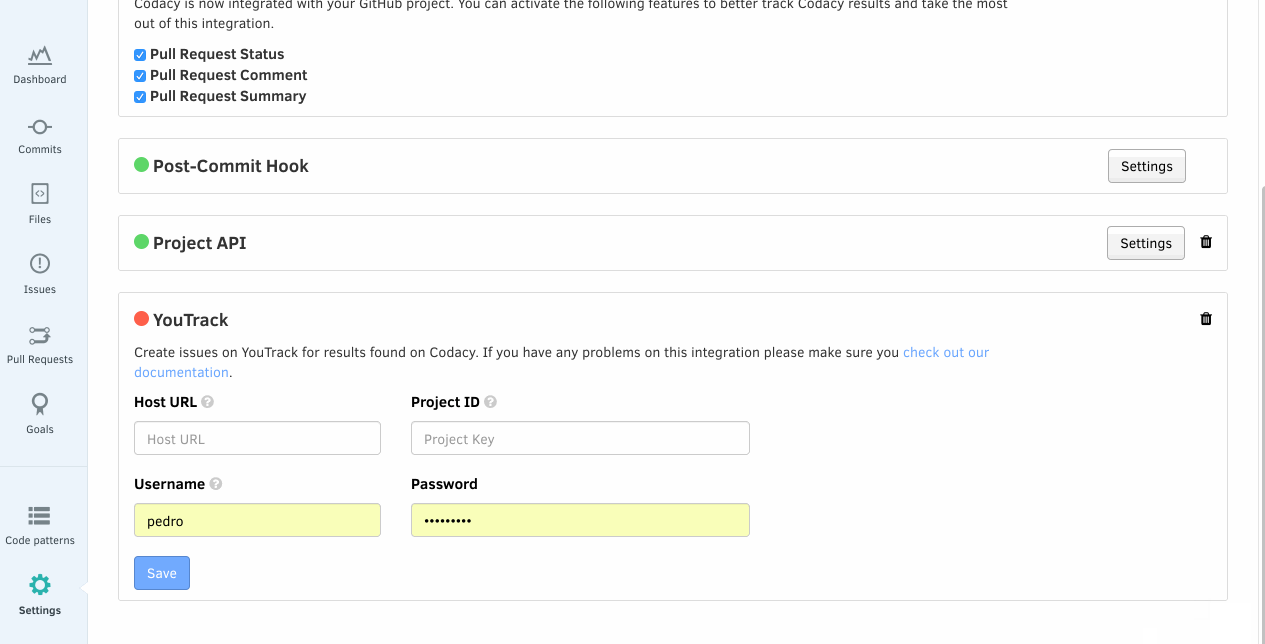 Codacy is now integrated with your GitHub project. You can activate the following features to better track Codacy results and take the most
out of this integration.
Pull Request Status
Pull Request Comment
Pull Request Summary
Dashboard
Commits
Files
Issues
Pull Requests
Goals
Code patterns
Settings
Post-Commit Hook
Settings
Project API
Settings
YouTrack
Create issues on YouTrack for results found on Codacy. If you have any problems on this integration please make sure you check out our
documentation.
Host URL ?
Project ID ?
Host URL
Project Key
Username ?
Password
pedro
•••••••••
Save